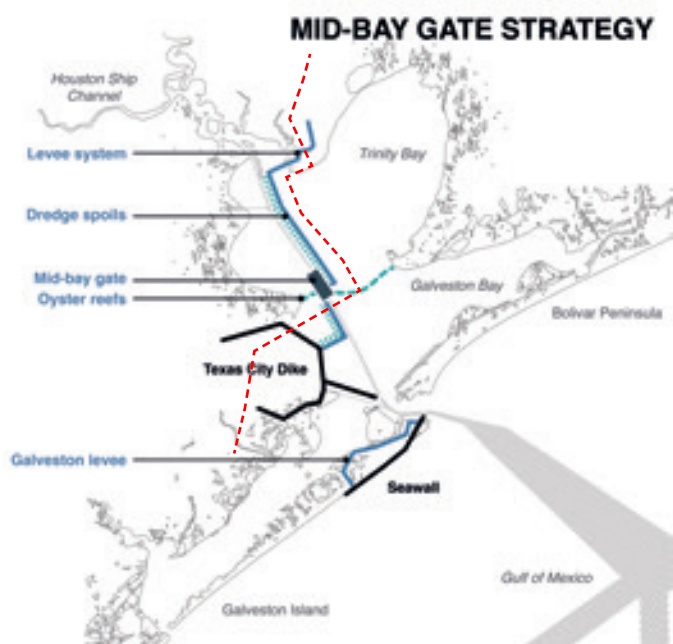 MID-BAY GATE STRATEGY
Houston Ship
Channel
Levee system
Trinity Bay
Dredge spoils
Mid-bay gate
Oyster reefs
Galveston Bay
Bolivar Peninsula
Texas City Dike
Galveston levee
Seawall
Gulf of Mexico
Galveston Island